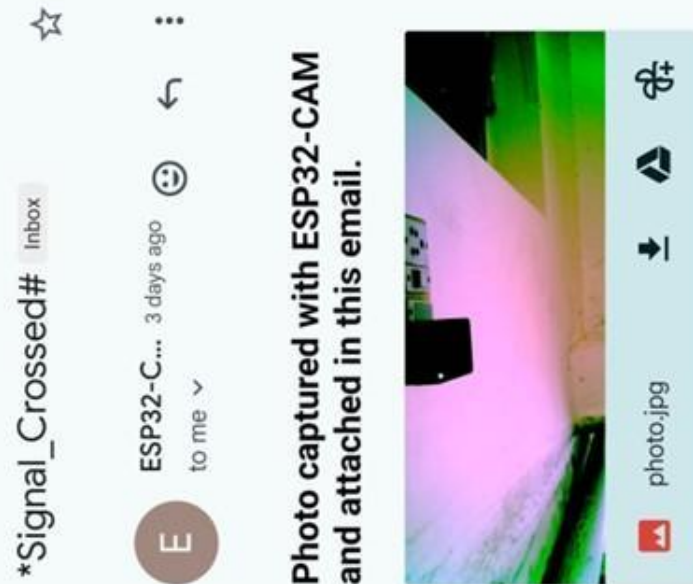 *Signal_Crossed# Inbox
ESP32-C... 3 days ago
to me
E
Photo captured with ESP32-CAM
and attached in this email.
photo.jpg